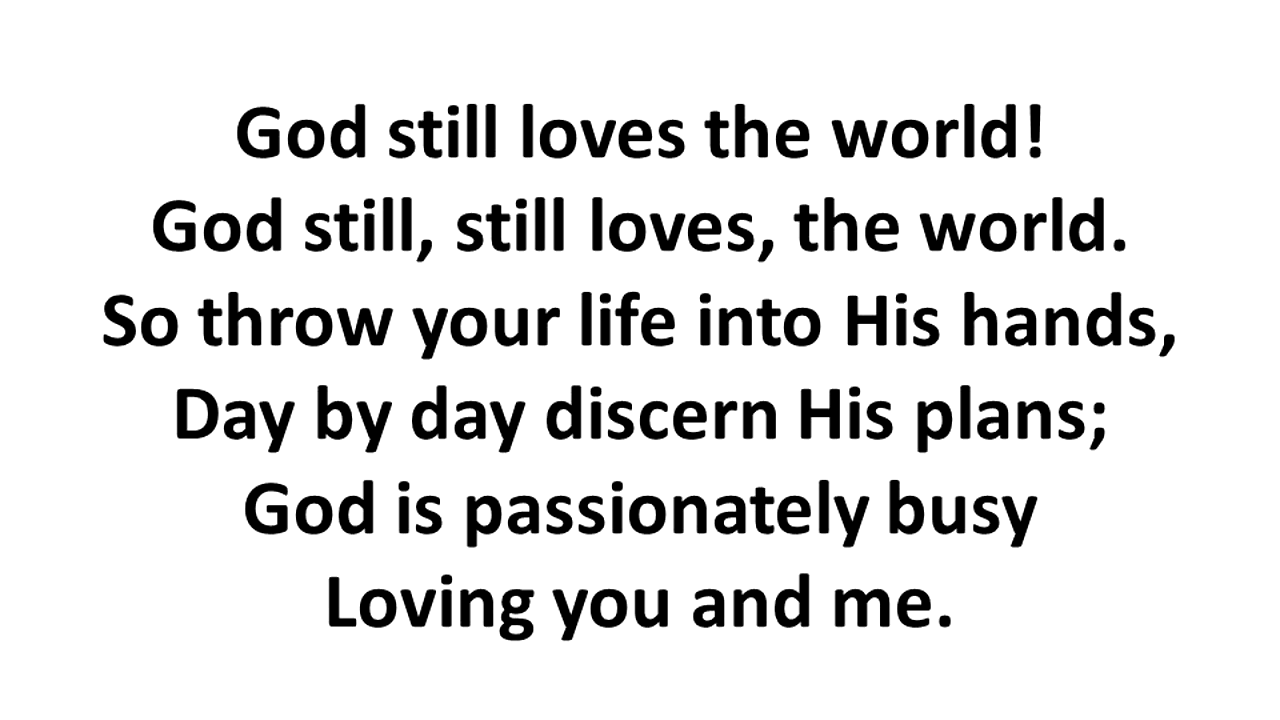 God still loves the world!
God still, still loves, the world.
So throw your life into His hands,
Day by day discern His plans;
God is passionately busy
Loving you and me.